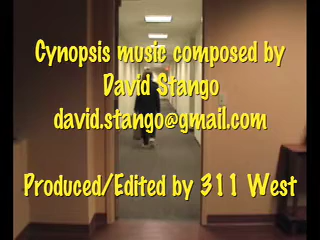 Cynopsis music composed by
David Stango
david.stango@gmail.com
Produced/Edited by 311 West